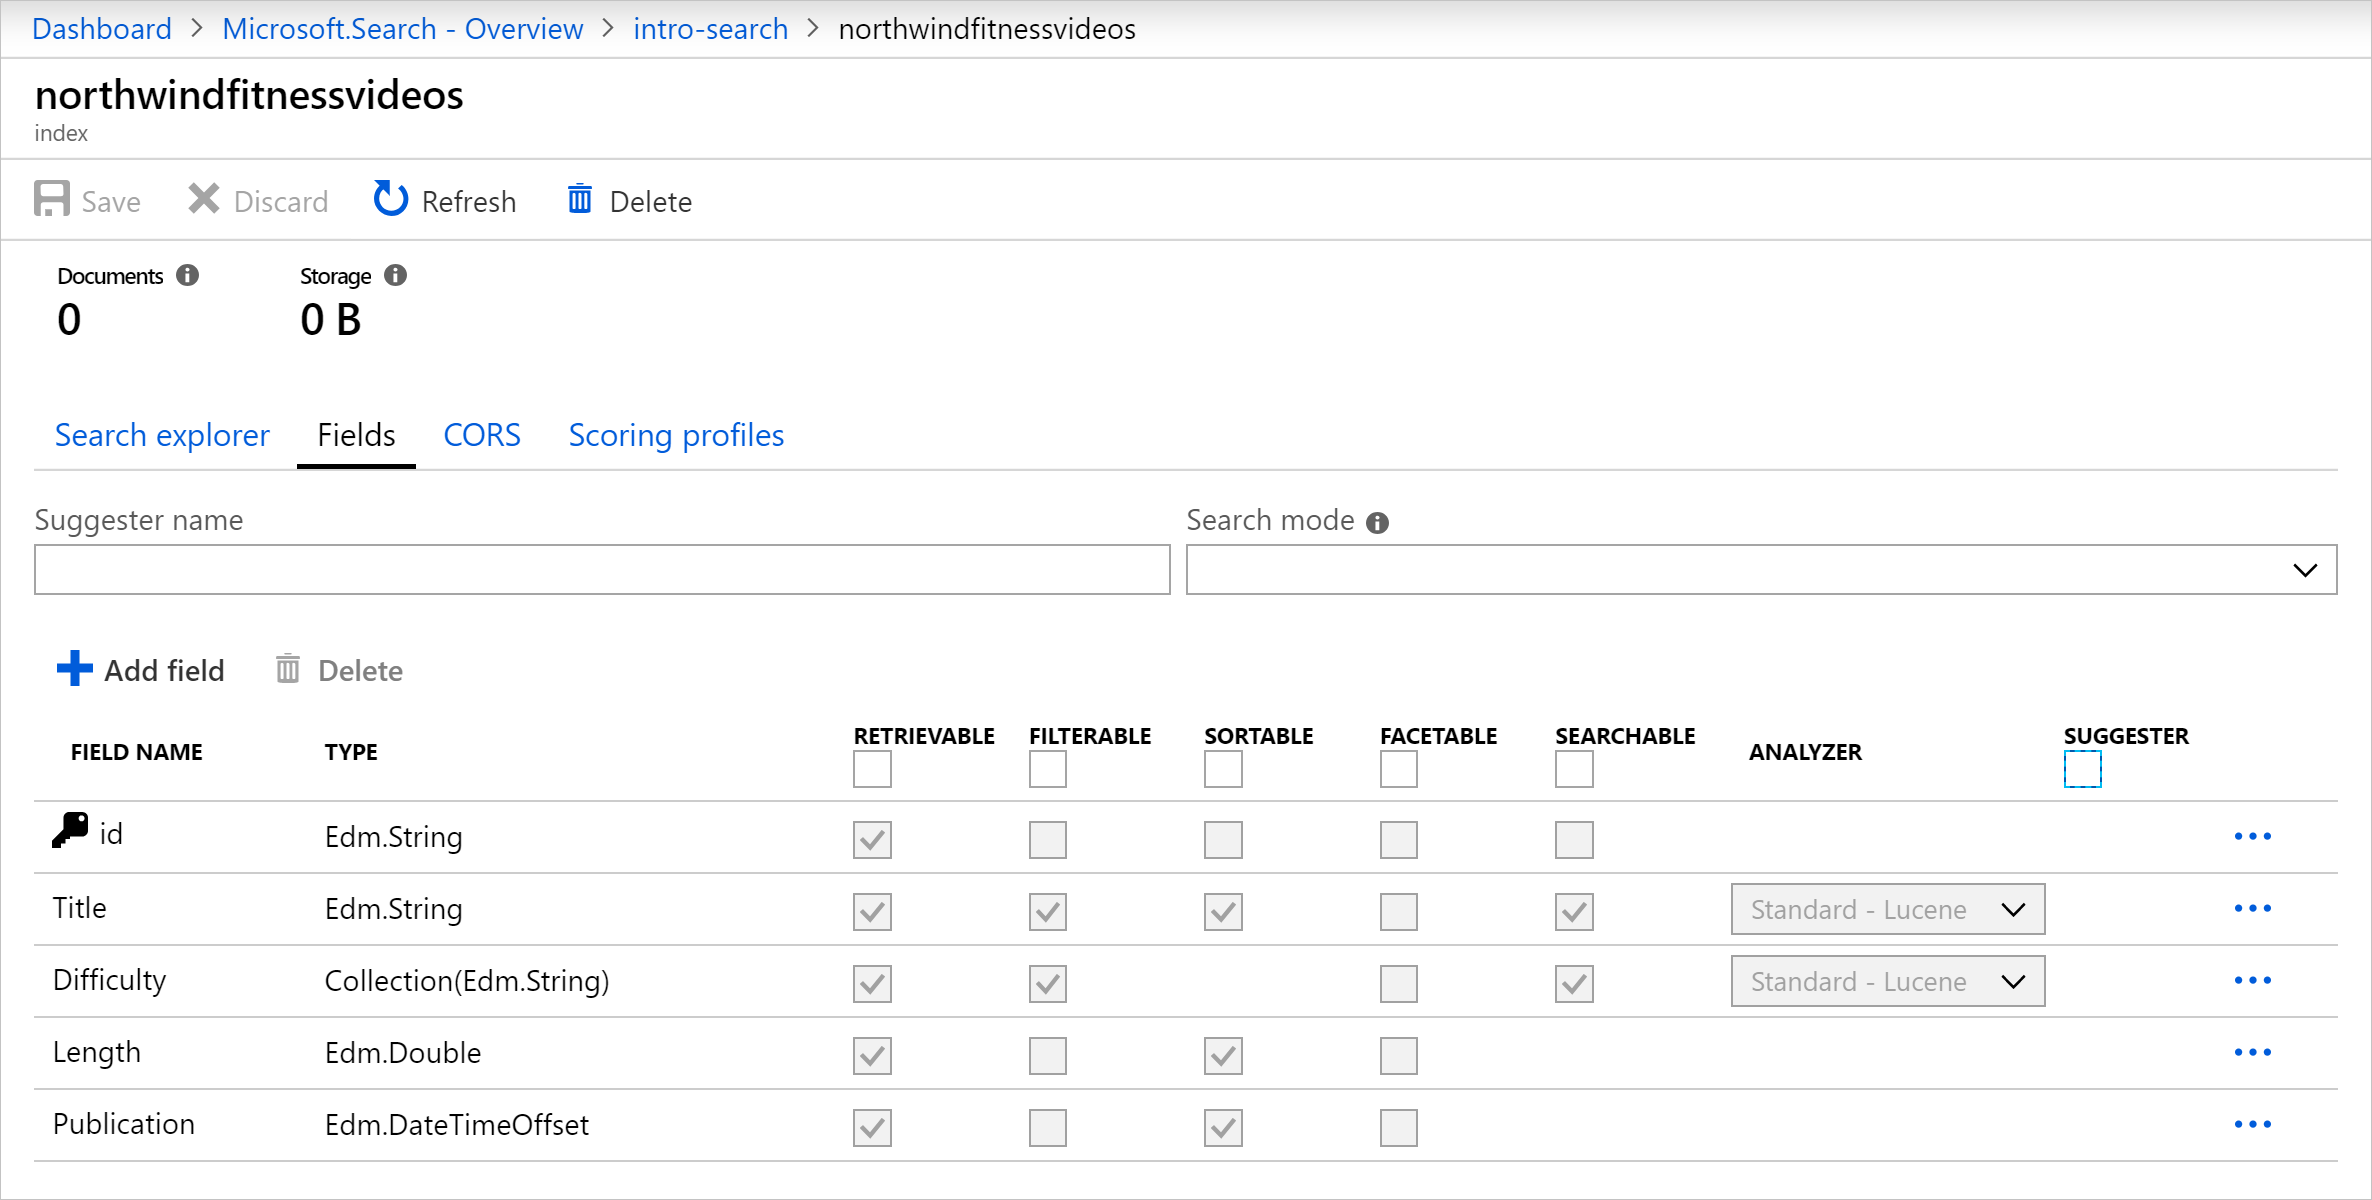 Dashboard > Microsoft.Search - Overview > intro-search > northwindfitnessvideos
northwindfitnessvideos
index
Save Discard Refresh Delete
Documents Storage
0 0 B
Search explorer Fields CORS Scoring profiles
Suggester name Search mode
Add field Delete
FIELD NAME TYPE RETRIEVABLE FILTERABLE SORTABLE FACETABLE SEARCHABLE ANALYZER SUGGESTER
id Edm.String
Title Edm.String Standard - Lucene
Difficulty Collection(Edm.String) Standard - Lucene
Length Edm.Double
Publication Edm.DateTimeOffset